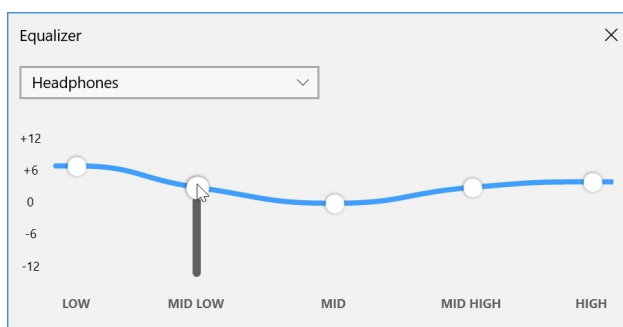 Equalizer
Headphones
+12
+6
0
-6
-12
LOW MID LOW MID MID HIGH HIGH